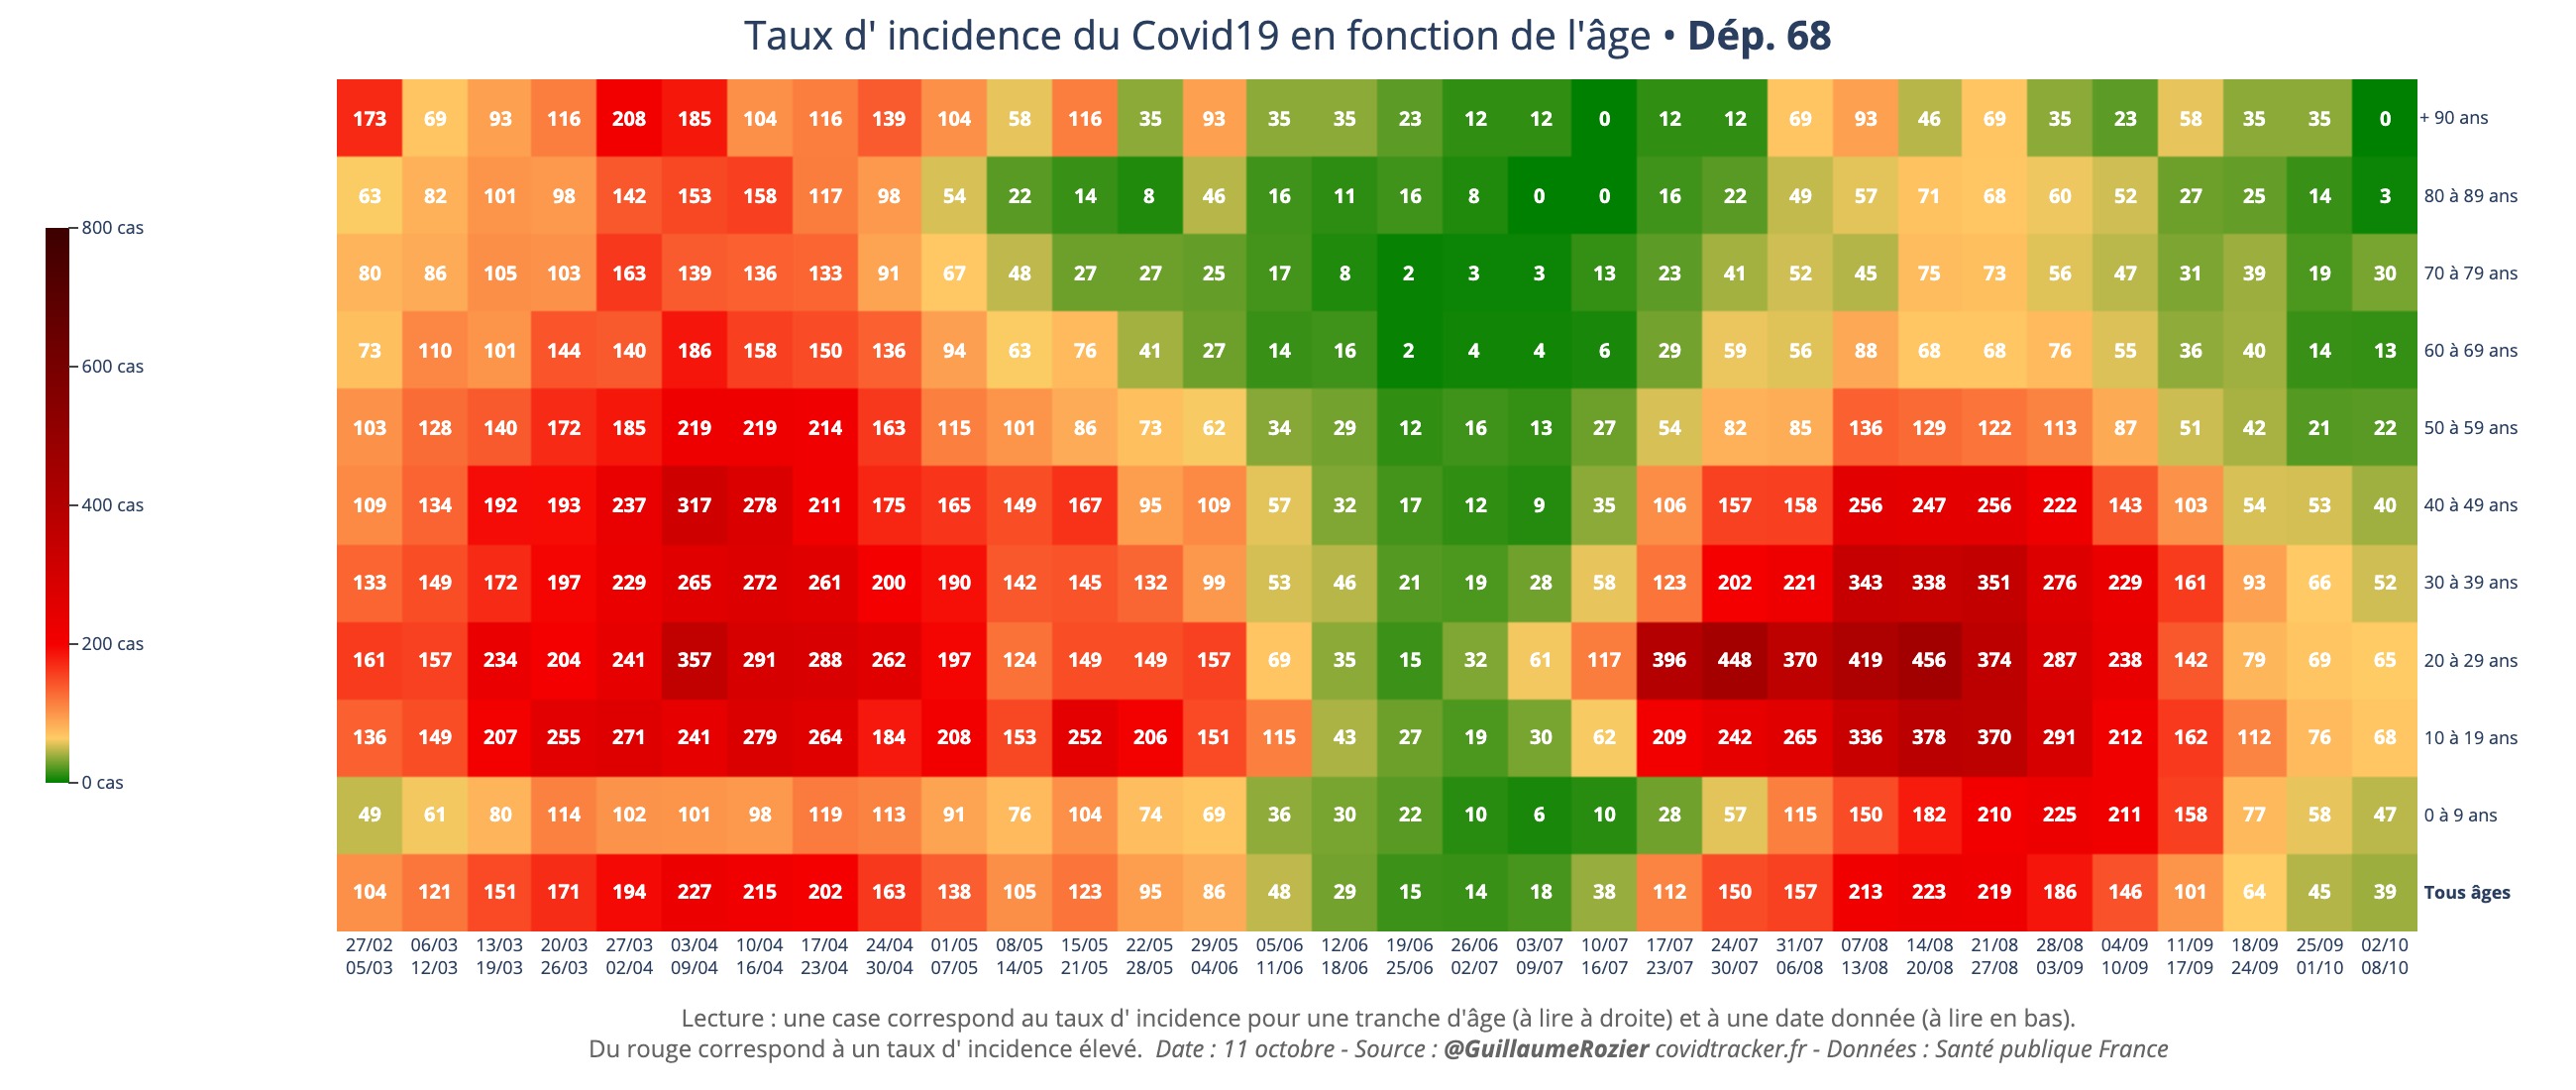 Taux d' incidence du Covid19 en fonction de l'âge • Dép. 68
800 cas
600 cas
400 cas
200 cas
0 cas
173 69 93 116 208 185 104 116 139 104 58 116 35 93 35 35 23 12 12 0 12 12 69 93 46 69 35 23 58 35 35 0 + 90 ans
63 82 101 98 142 153 158 117 98 54 22 14 8 46 16 11 16 8 0 0 16 22 49 57 71 68 60 52 27 25 14 3 80 à 89 ans
80 86 105 103 163 139 136 133 91 67 48 27 27 25 17 8 2 3 3 13 23 41 52 45 75 73 56 47 31 39 19 30 70 à 79 ans
73 110 101 144 140 186 158 150 136 94 63 76 41 27 14 16 2 4 4 6 29 59 56 88 68 68 76 55 36 40 14 13 60 à 69 ans
103 128 140 172 185 219 219 214 163 115 101 86 73 62 34 29 12 16 13 27 54 82 85 136 129 122 113 87 51 42 21 22 50 à 59 ans
109 134 192 193 237 317 278 211 175 165 149 167 95 109 57 32 17 12 9 35 106 157 158 256 247 256 222 143 103 54 53 40 40 à 49 ans
133 149 172 197 229 265 272 261 200 190 142 145 132 99 53 46 21 19 28 58 123 202 221 343 338 351 276 229 161 93 66 52 30 à 39 ans
161 157 234 204 241 357 291 288 262 197 124 149 149 157 69 35 15 32 61 117 396 448 370 419 456 374 287 238 142 79 69 65 20 à 29 ans
136 149 207 255 271 241 279 264 184 208 153 252 206 151 115 43 27 19 30 62 209 242 265 336 378 370 291 212 162 112 76 68 10 à 19 ans
49 61 80 114 102 101 98 119 113 91 76 104 74 69 36 30 22 10 6 10 28 57 115 150 182 210 225 211 158 77 58 47 0 à 9 ans
104 121 151 171 194 227 215 202 163 138 105 123 95 86 48 29 15 14 18 38 112 150 157 213 223 219 186 146 101 64 45 39 Tous âges
27/02 06/03 13/03 20/03 27/03 03/04 10/04 17/04 24/04 01/05 08/05 15/05 22/05 29/05 05/06 12/06 19/06 26/06 03/07 10/07 17/07 24/07 31/07 07/08 14/08 21/08 28/08 04/09 11/09 18/09 25/09 02/10
05/03 12/03 19/03 26/03 02/04 09/04 16/04 23/04 30/04 07/05 14/05 21/05 28/05 04/06 11/06 18/06 25/06 02/07 09/07 16/07 23/07 30/07 06/08 13/08 20/08 27/08 03/09 10/09 17/09 24/09 01/10 08/10
Lecture : une case correspond au taux d' incidence pour une tranche d'âge (à lire à droite) et à une date donnée (à lire en bas).
Du rouge correspond à un taux d' incidence élevé. Date : 11 octobre - Source : @GuillaumeRozier covidtracker.fr - Données : Santé publique France